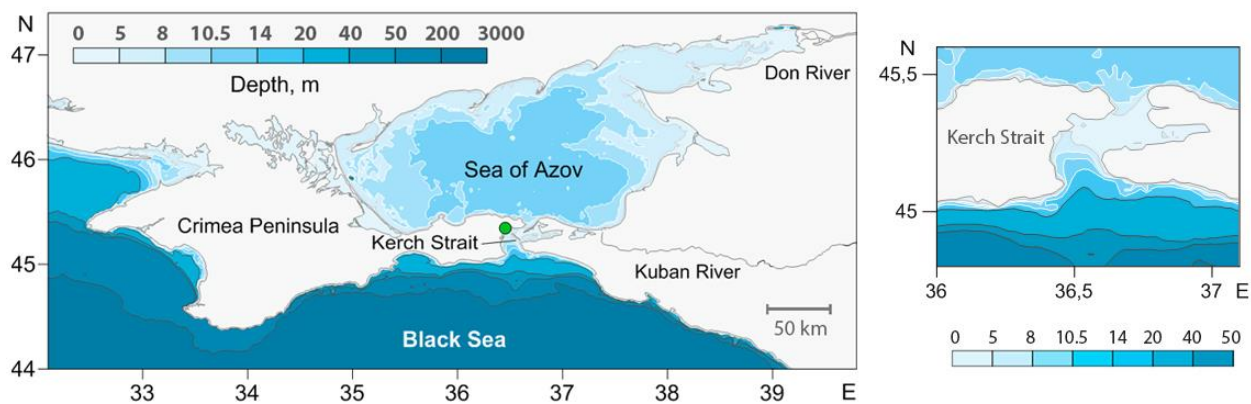 N
47
46
45
44
0 5 8 10.5 14 20 40 50 200 3000
Depth, m
Don River
Sea of Azov
Crimea Peninsula
Kerch Strait
Kuban River
50 km
Black Sea
33 34 35 36 37 38 39 E
N
45,5
Kerch Strait
45
36 36,5 37 E
0 5 8 10.5 14 20 40 50